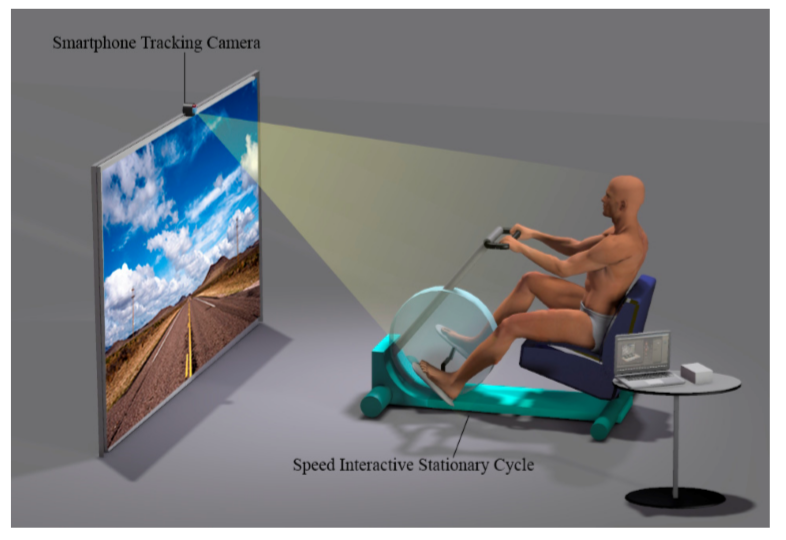 Smartphone Tracking Camera
Speed Interactive Stationary Cycle